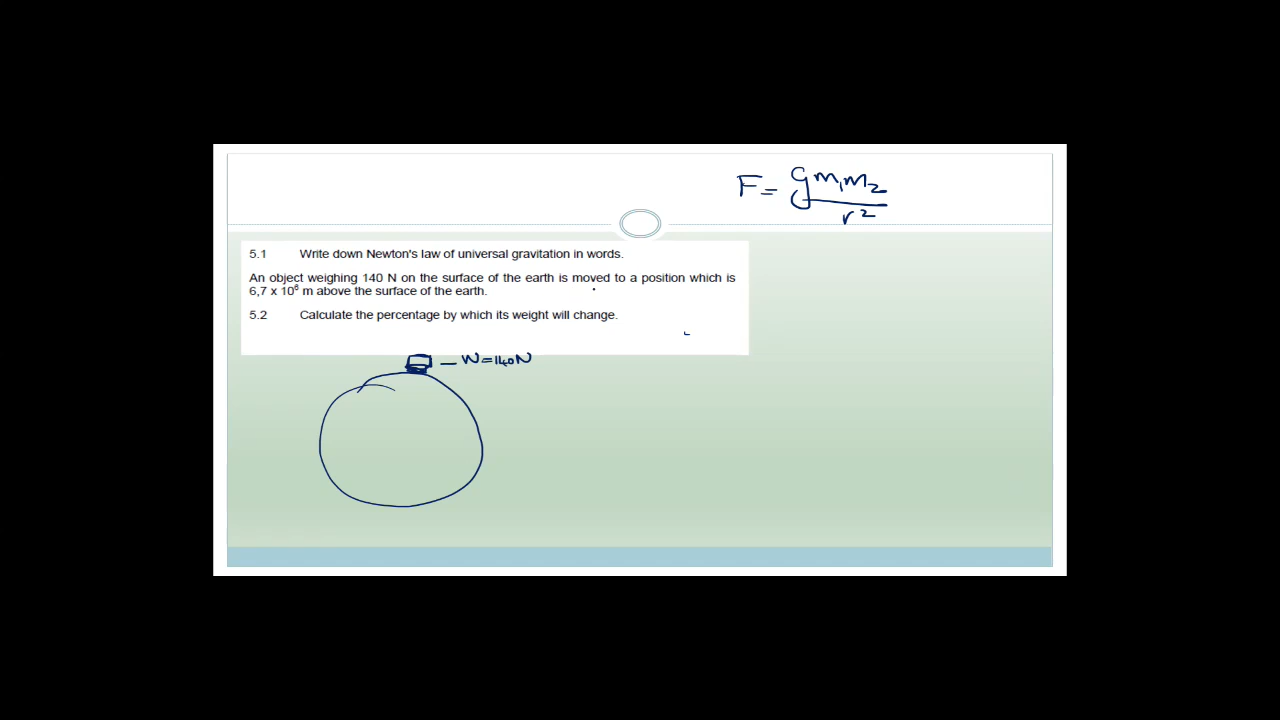 F = Gm₁m₂
r²
5.1 Write down Newton's law of universal gravitation in words.
An object weighing 140 N on the surface of the earth is moved to a position which is
6,7 x 10⁶ m above the surface of the earth.
5.2 Calculate the percentage by which its weight will change.
— W = 140N